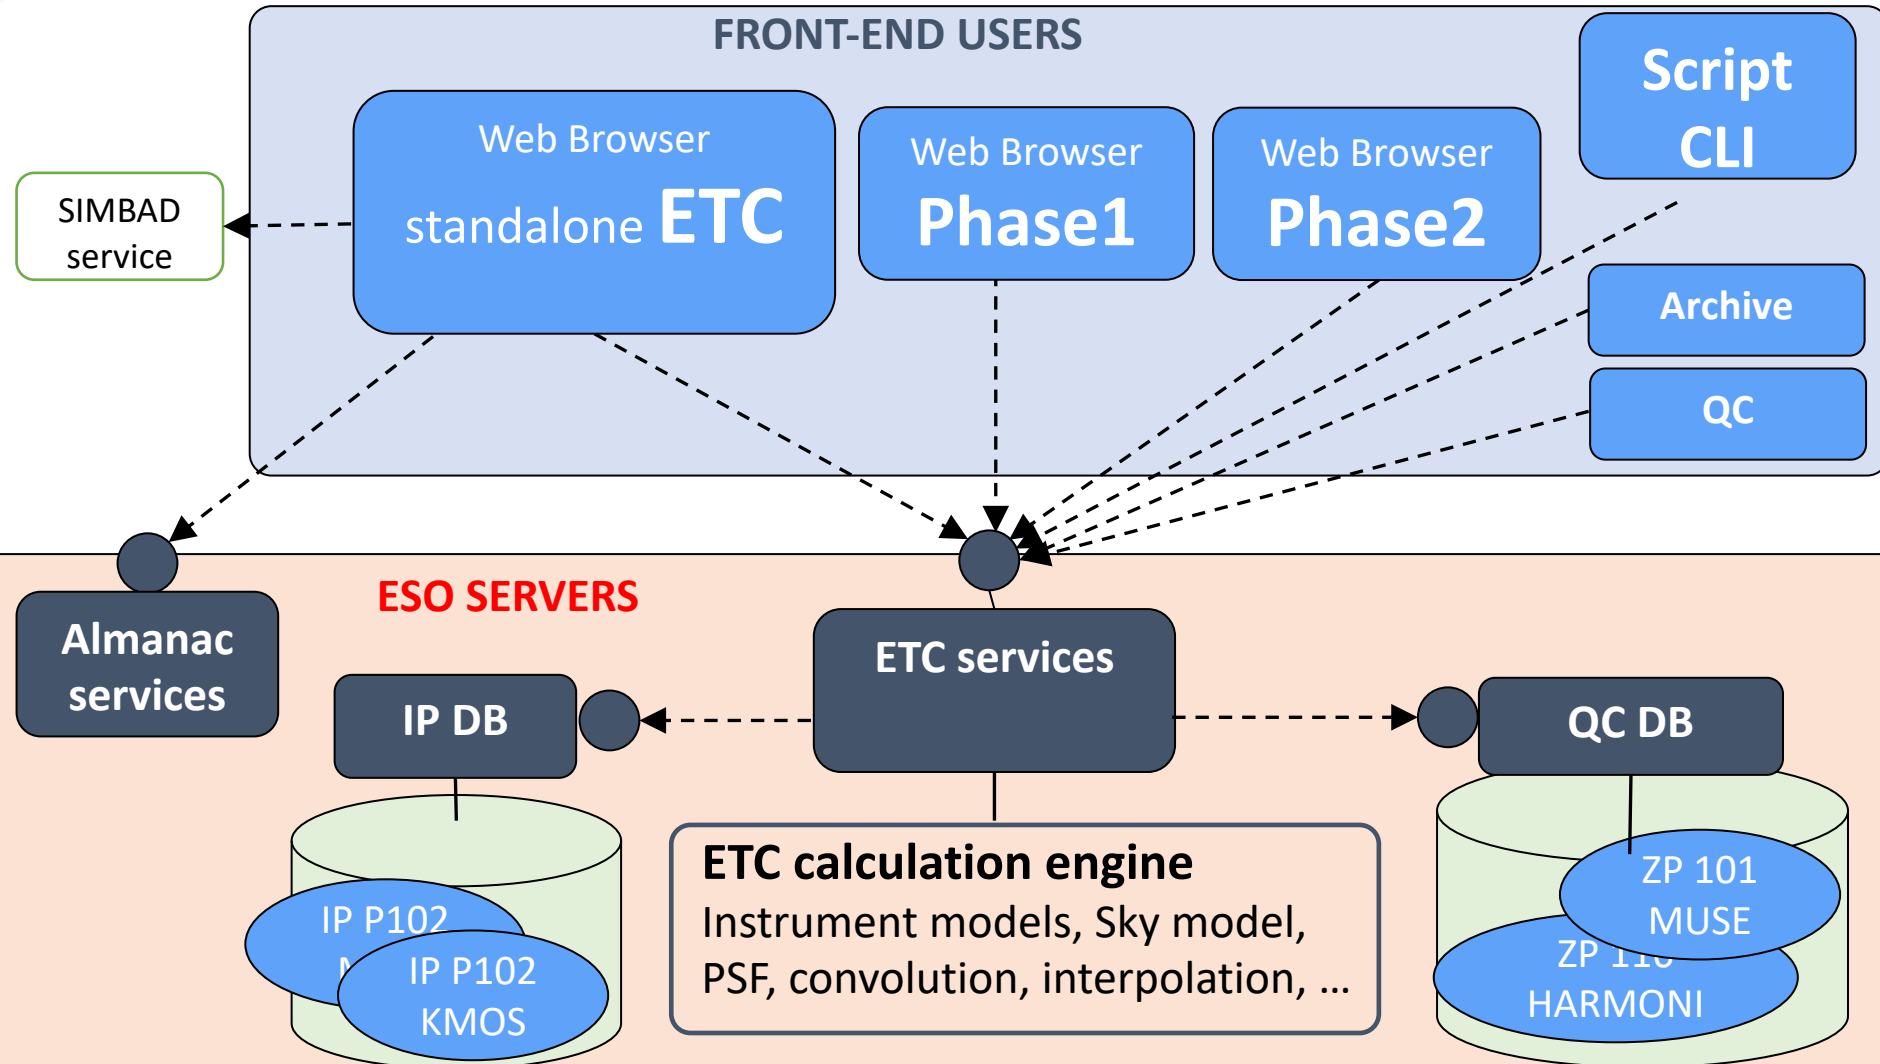 FRONT-END USERS
Script
CLI
Web Browser
standalone ETC
Web Browser
Phase1
Web Browser
Phase2
SIMBAD
service
Archive
QC
ESO SERVERS
Almanac
services
ETC services
IP DB
QC DB
ETC calculation engine
Instrument models, Sky model,
PSF, convolution, interpolation, ...
IP P102
IP P102
KMOS
ZP 101
MUSE
ZP
HARMONI